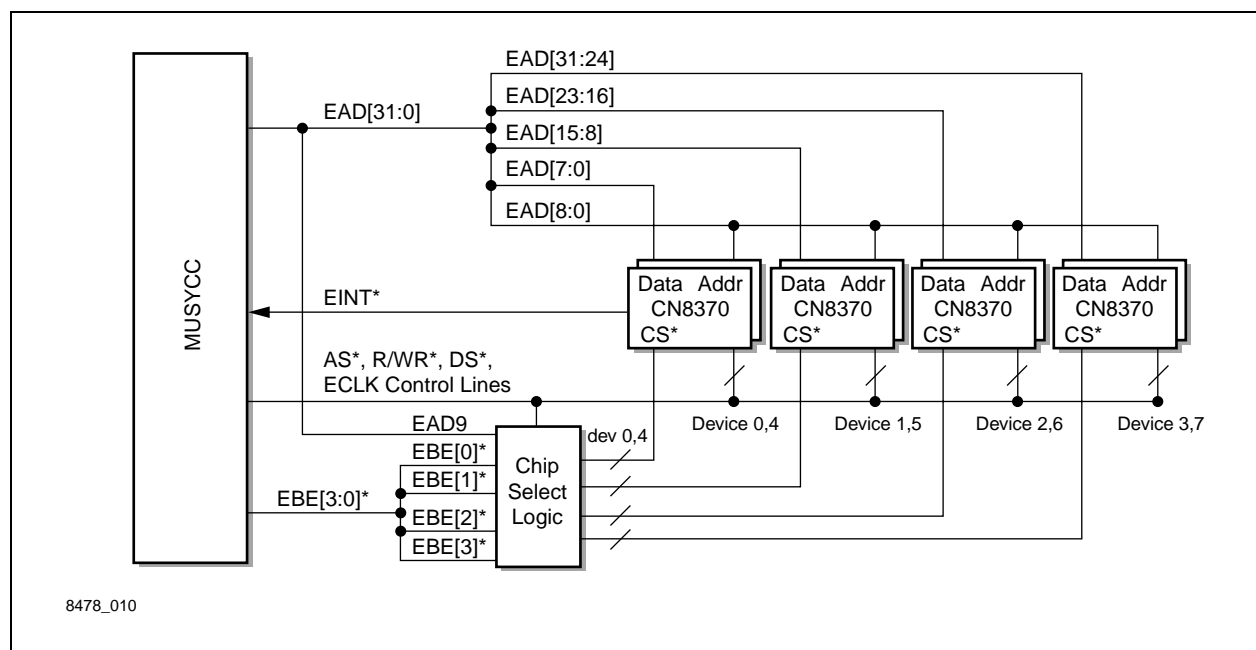 EAD[31:24]
EAD[23:16]
EAD[31:0]
EAD[15:8]
EAD[7:0]
EAD[8:0]
MUSYCC
Data Addr
CN8370
CS*
Data Addr
CN8370
CS*
Data Addr
CN8370
CS*
Data Addr
CN8370
CS*
EINT*
AS*, R/WR*, DS*,
ECLK Control Lines
Device 0,4
Device 1,5
Device 2,6
Device 3,7
EAD9
dev 0,4
EBE[0]*
EBE[1]*
EBE[3:0]*
EBE[2]*
EBE[3]*
Chip
Select
Logic
8478_010